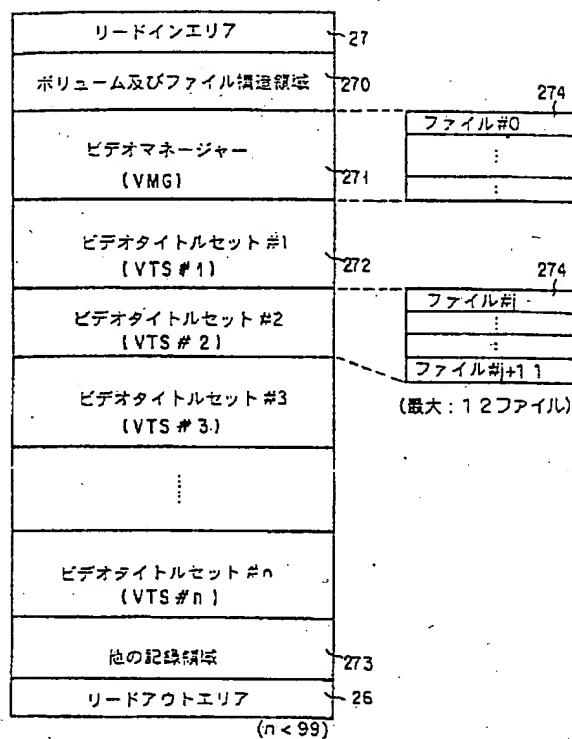 リードインエリア
27
ボリューム及びファイル構造領域
270
274
ファイル#0
⋮
⋮
ビデオマネージャー
(VMG)
271
ビデオタイトルセット #1
(VTS #1)
272
274
ファイル#j
⋮
⋮
ファイル#j+11
(最大:12ファイル)
ビデオタイトルセット #2
(VTS #2)
ビデオタイトルセット #3
(VTS #3)
⋮
ビデオタイトルセット #n
(VTS #n)
他の記録領域
273
リードアウトエリア
26
(n<99)